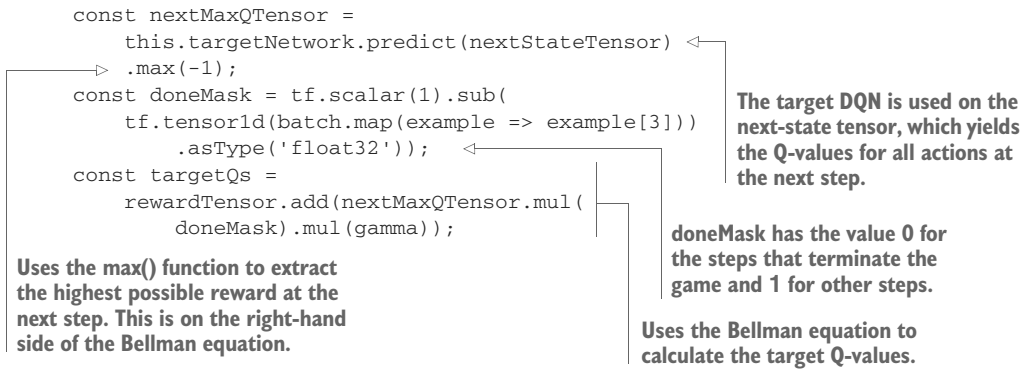 const nextMaxQTensor =
this.targetNetwork.predict(nextStateTensor)
.max(-1);
const doneMask = tf.scalar(1).sub(
tf.tensor1d(batch.map(example => example[3]))
.asType('float32'));
const targetQs =
rewardTensor.add(nextMaxQTensor.mul(
doneMask).mul(gamma));
The target DQN is used on the
next-state tensor, which yields
the Q-values for all actions at
the next step.
doneMask has the value 0 for
the steps that terminate the
game and 1 for other steps.
Uses the max() function to extract
the highest possible reward at the
next step. This is on the right-hand
side of the Bellman equation.
Uses the Bellman equation to
calculate the target Q-values.